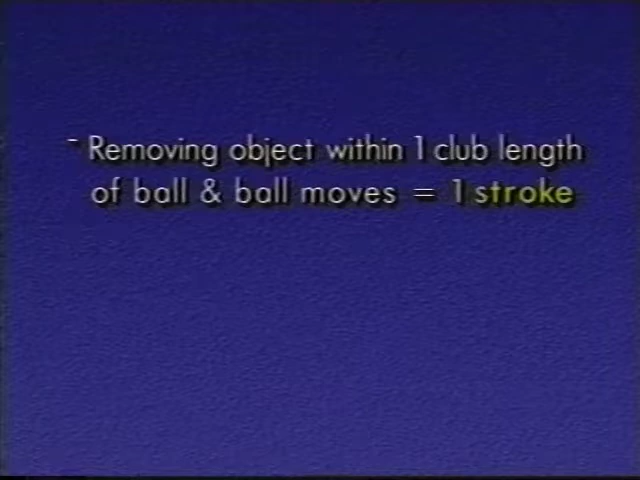 - Removing object within 1 club length
of ball & ball moves = 1 stroke